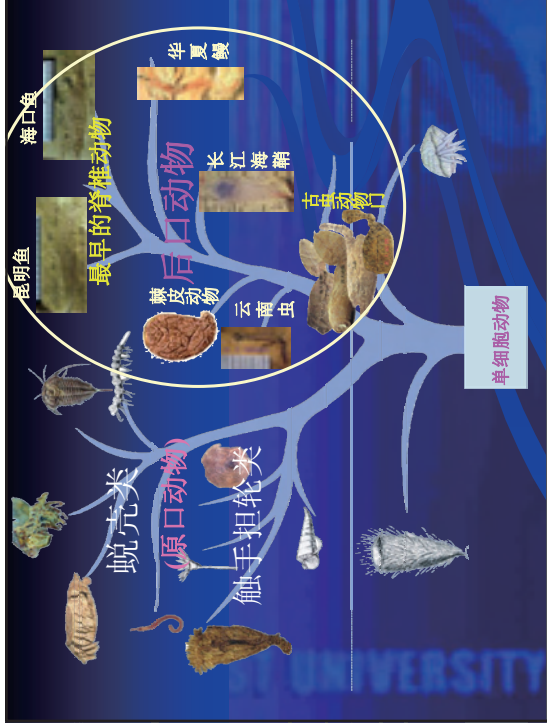 海口鱼
昆明鱼
最早的脊椎动物
华夏鳗
长江海鞘
后口动物
古虫动物门
棘皮动物
云南虫
单细胞动物
蜕壳类
(原口动物)
触手担轮类
ST UNIVERSITY